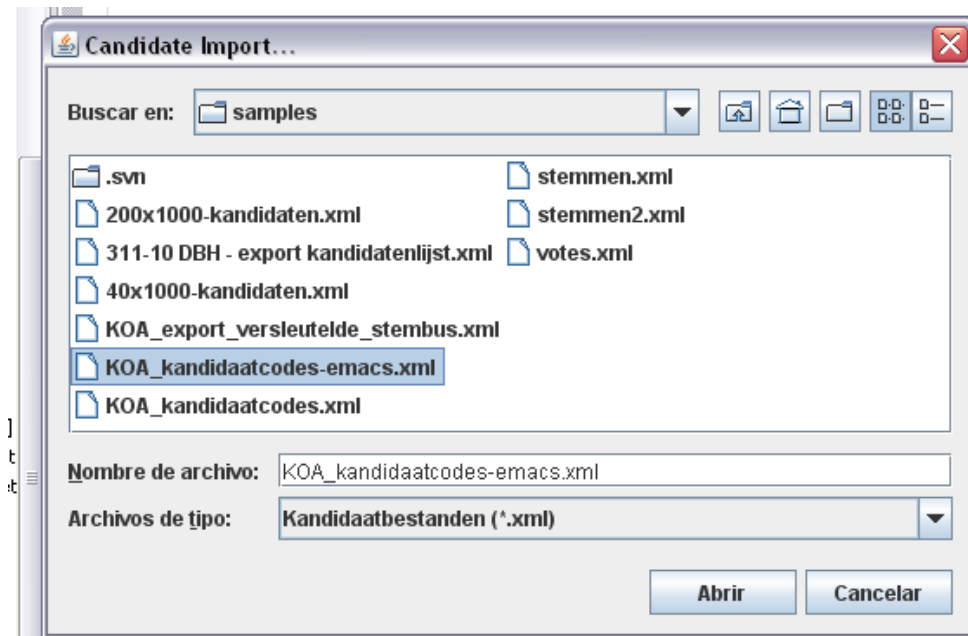 Candidate Import...
Buscar en: samples
.svn
200x1000-kandidaten.xml
311-10 DBH - export kandidatenlijst.xml
40x1000-kandidaten.xml
KOA_export_versleutelde_stembus.xml
KOA_kandidaatcodes-emacs.xml
KOA_kandidaatcodes.xml
stemmen.xml
stemmen2.xml
votes.xml
]
t
et
Nombre de archivo: KOA_kandidaatcodes-emacs.xml
Archivos de tipo: Kandidaatbestanden (*.xml)
Abrir Cancelar